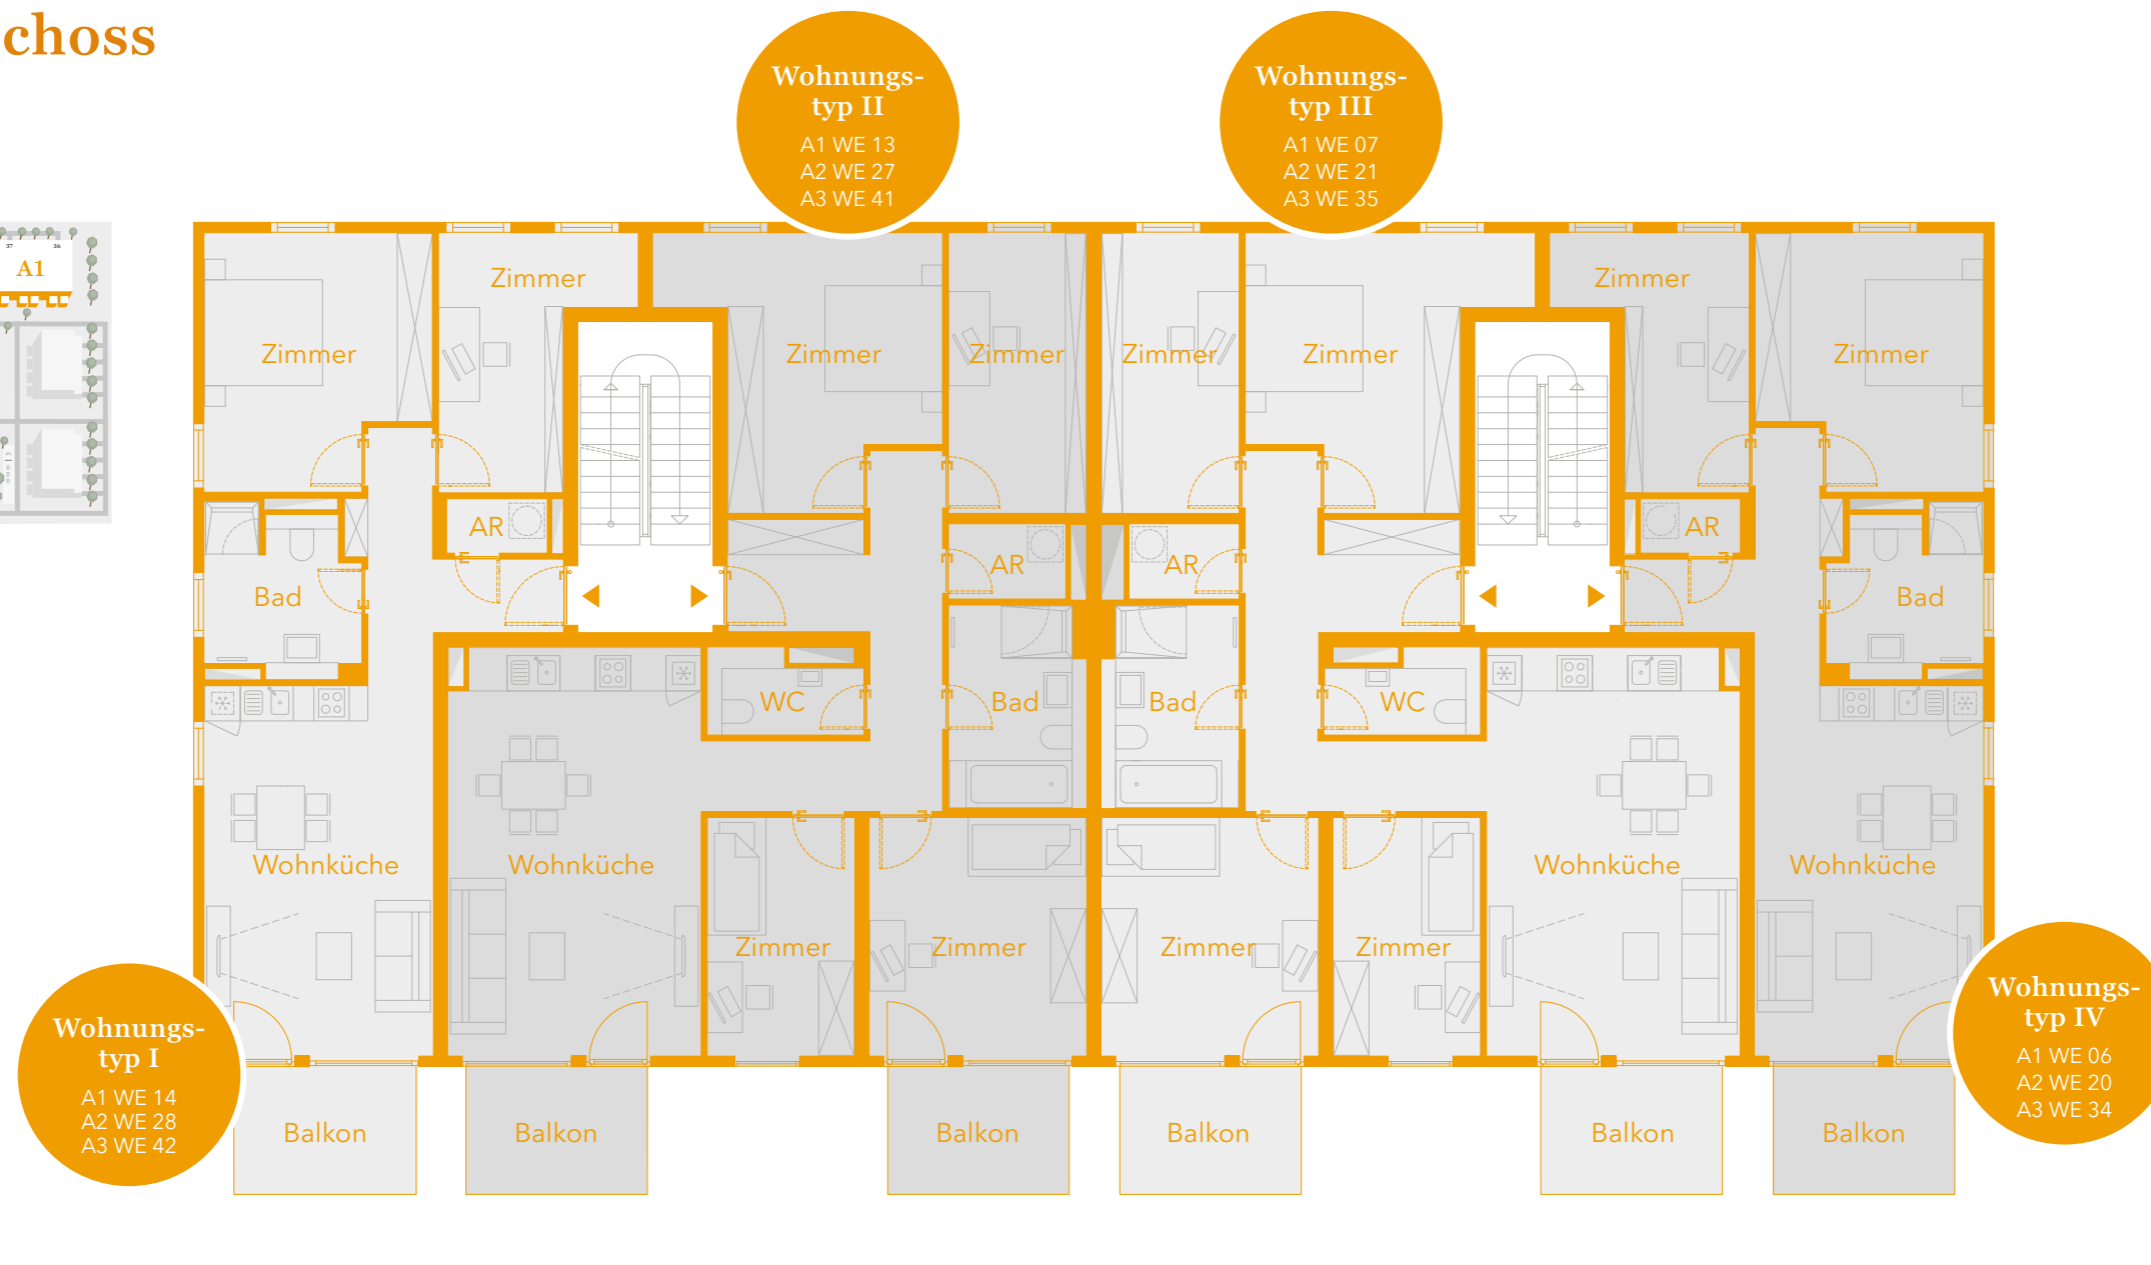 choss
Wohnungs-
typ II
A1 WE 13
A2 WE 27
A3 WE 41
Wohnungs-
typ III
A1 WE 07
A2 WE 21
A3 WE 35
37 36
A1
Zimmer
Zimmer
Zimmer
Zimmer
Zimmer
Zimmer
Zimmer
Zimmer
AR
AR
AR
AR
Bad
Bad
WC
Bad
Bad
WC
Wohnküche
Wohnküche
Wohnküche
Wohnküche
Zimmer
Zimmer
Zimmer
Zimmer
Wohnungs-
typ I
A1 WE 14
A2 WE 28
A3 WE 42
Wohnungs-
typ IV
A1 WE 06
A2 WE 20
A3 WE 34
Balkon
Balkon
Balkon
Balkon
Balkon
Balkon